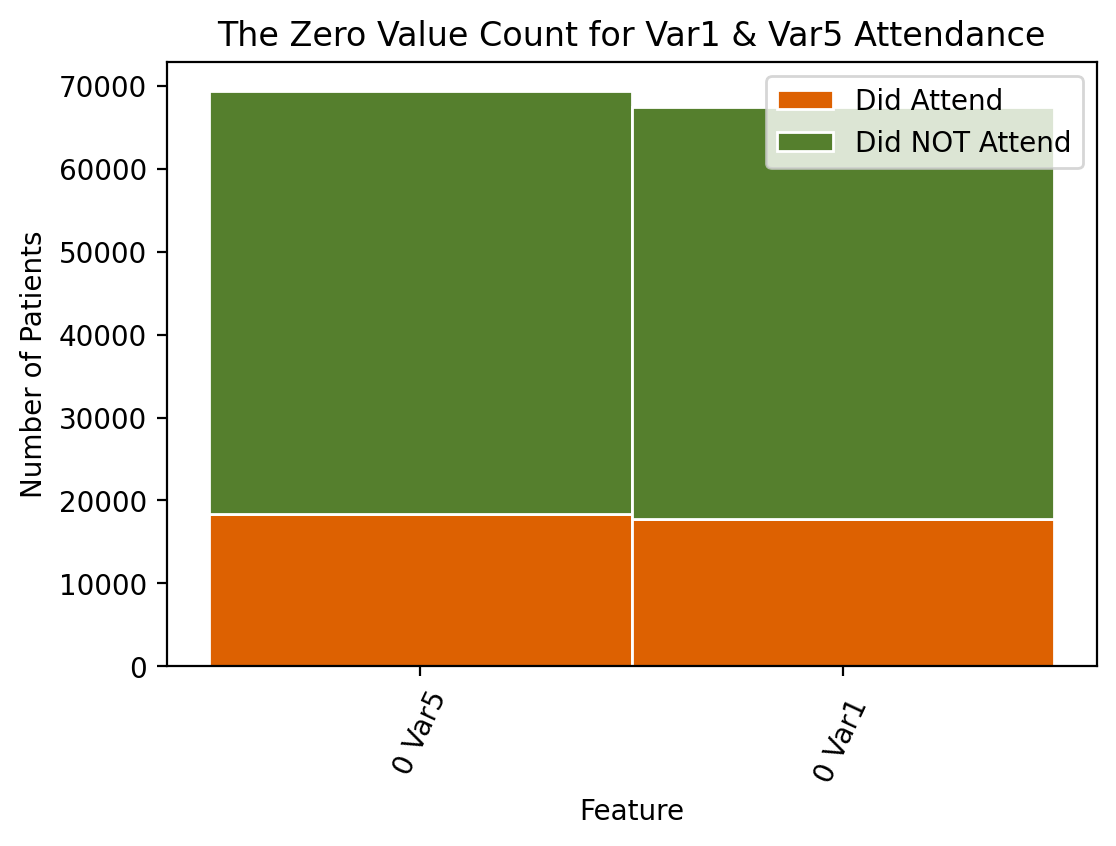 The Zero Value Count for Var1 & Var5 Attendance
Did Attend
Did NOT Attend
Number of Patients
70000
60000
50000
40000
30000
20000
10000
0
0 Var5
0 Var1
Feature